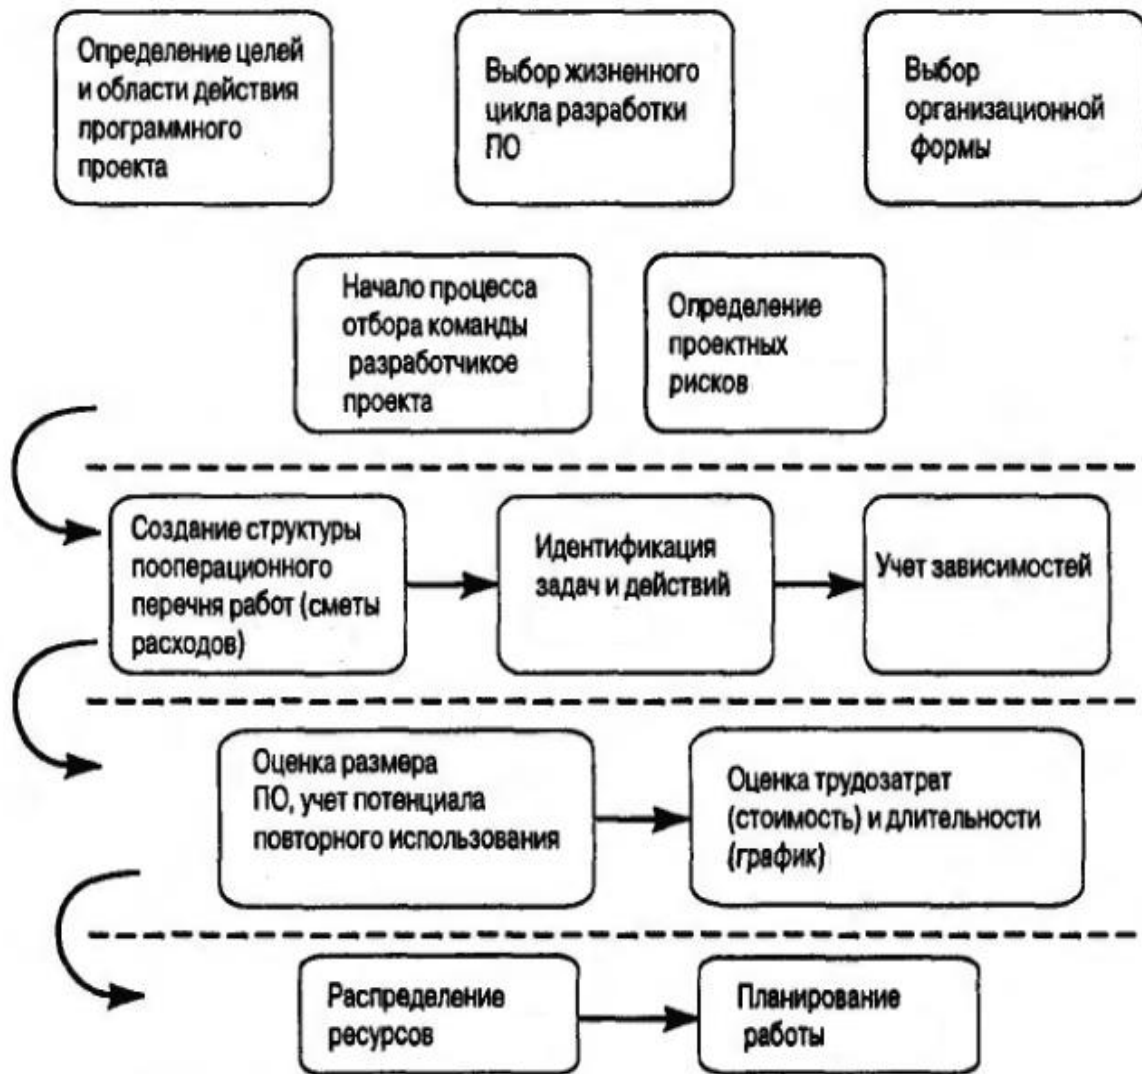 Определение целей
и области действия
программного
проекта
Выбор жизненного
цикла разработки
ПО
Выбор
организационной
формы
Начало процесса
отбора команды
разработчикое
проекта
Определение
проектных
рисков
Создание структуры
пооперационного
перечня работ (сметы
расходов)
Идентификация
задач и действий
Учет зависимостей
Оценка размера
ПО, учет потенциала
повторного использования
Оценка трудозатрат
(стоимость) и длительности
(график)
Распределение
ресурсов
Планирование
работы